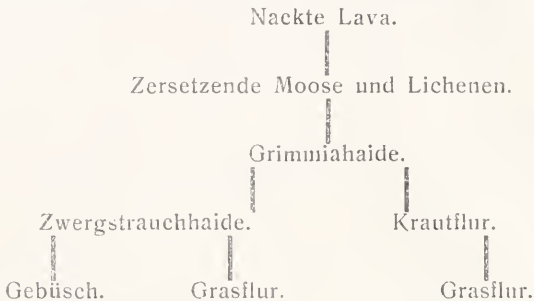 Nackte Lava.
Zersetzende Moose und Lichenen.
Grimmiahaide.
Zwergstrauchhaide. Krautflur.
Gebüsch. Grasflur. Grasflur.